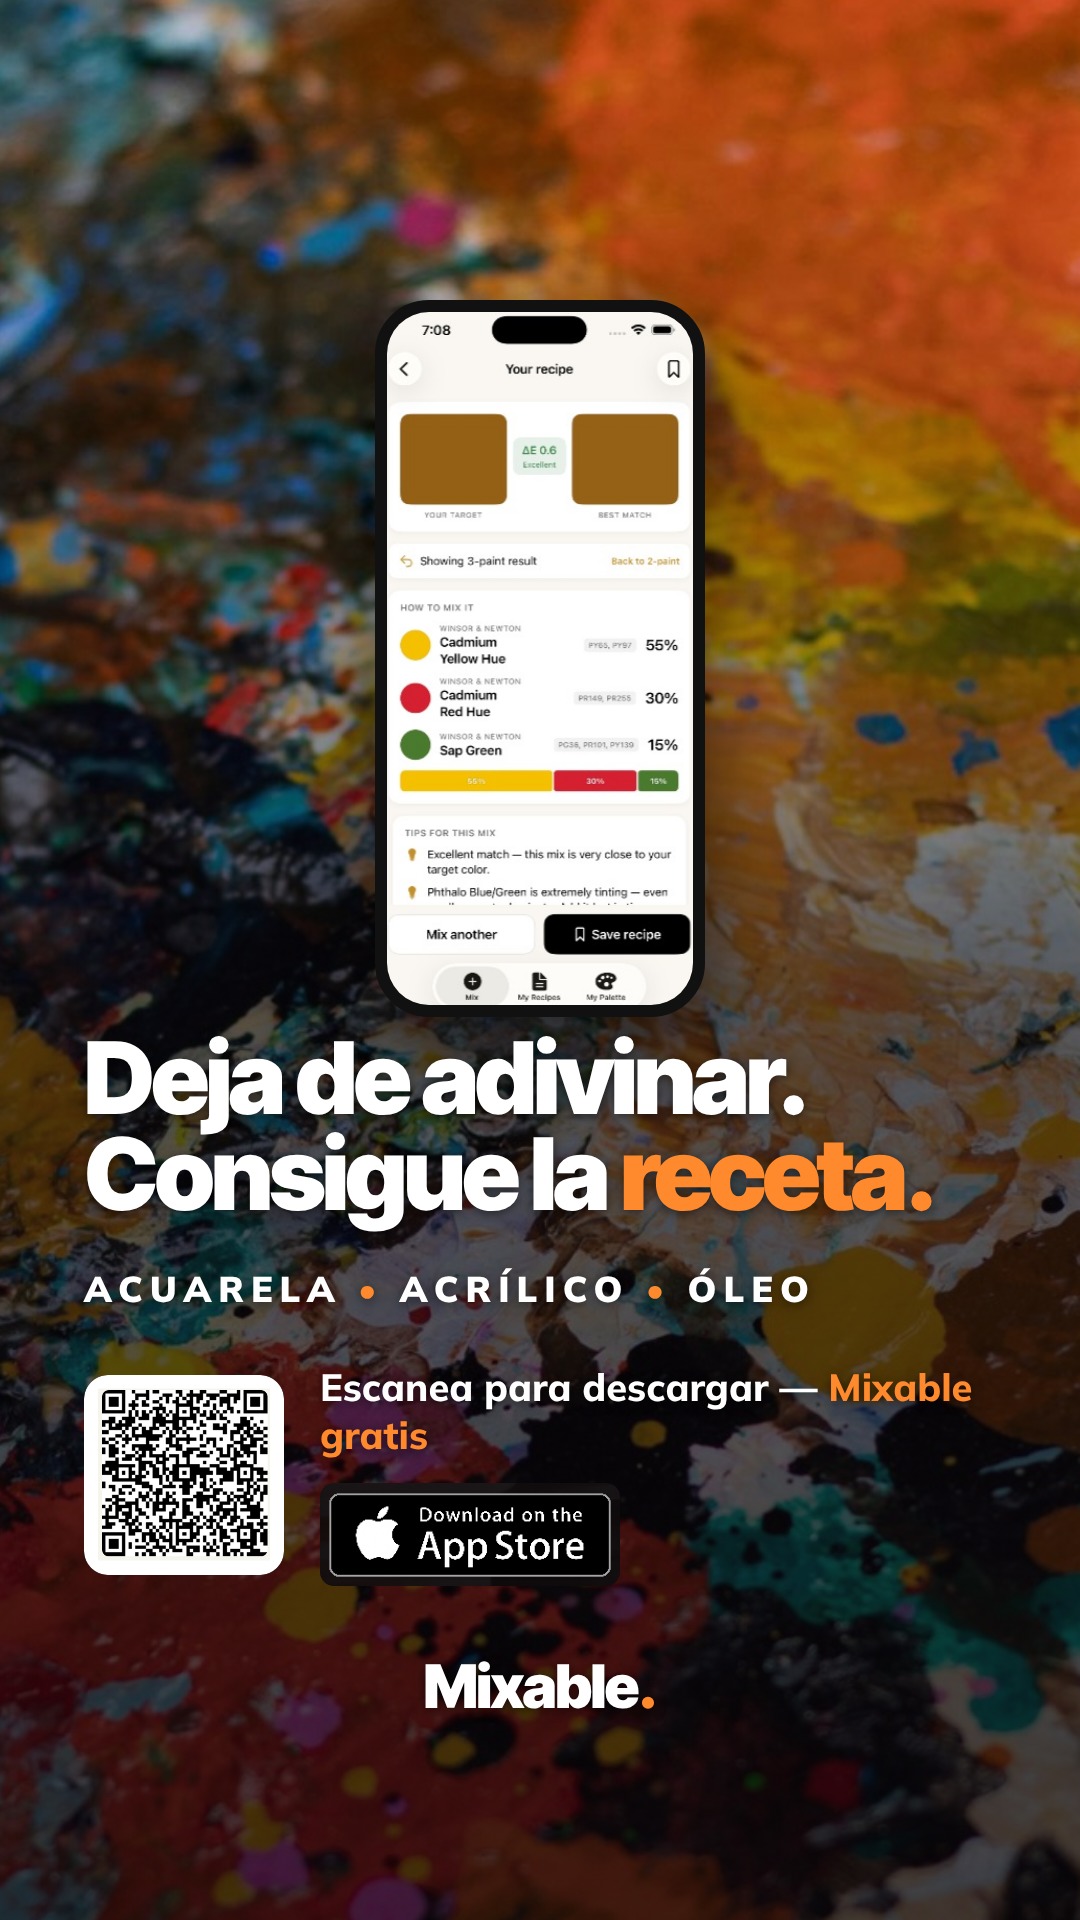 7:08
Your recipe
ΔE 0.6
Excellent
YOUR TARGET
BEST MATCH
Showing 3-paint result
Back to 2-paint
HOW TO MIX IT
WINSOR & NEWTON
Cadmium
Yellow Hue
PY65, PY97
55%
WINSOR & NEWTON
Cadmium
Red Hue
PR149, PR255
30%
WINSOR & NEWTON
Sap Green
PG36, PR101, PY139
15%
55%
30%
15%
TIPS FOR THIS MIX
Excellent match — this mix is very close to your
target color.
Phthalo Blue/Green is extremely tinting — even
Mix another
Save recipe
Mix
My Recipes
My Palette
Deja de adivinar.
Consigue la receta.
ACUARELA • ACRÍLICO • ÓLEO
Escanea para descargar — Mixable
gratis
Download on the
App Store
Mixable.